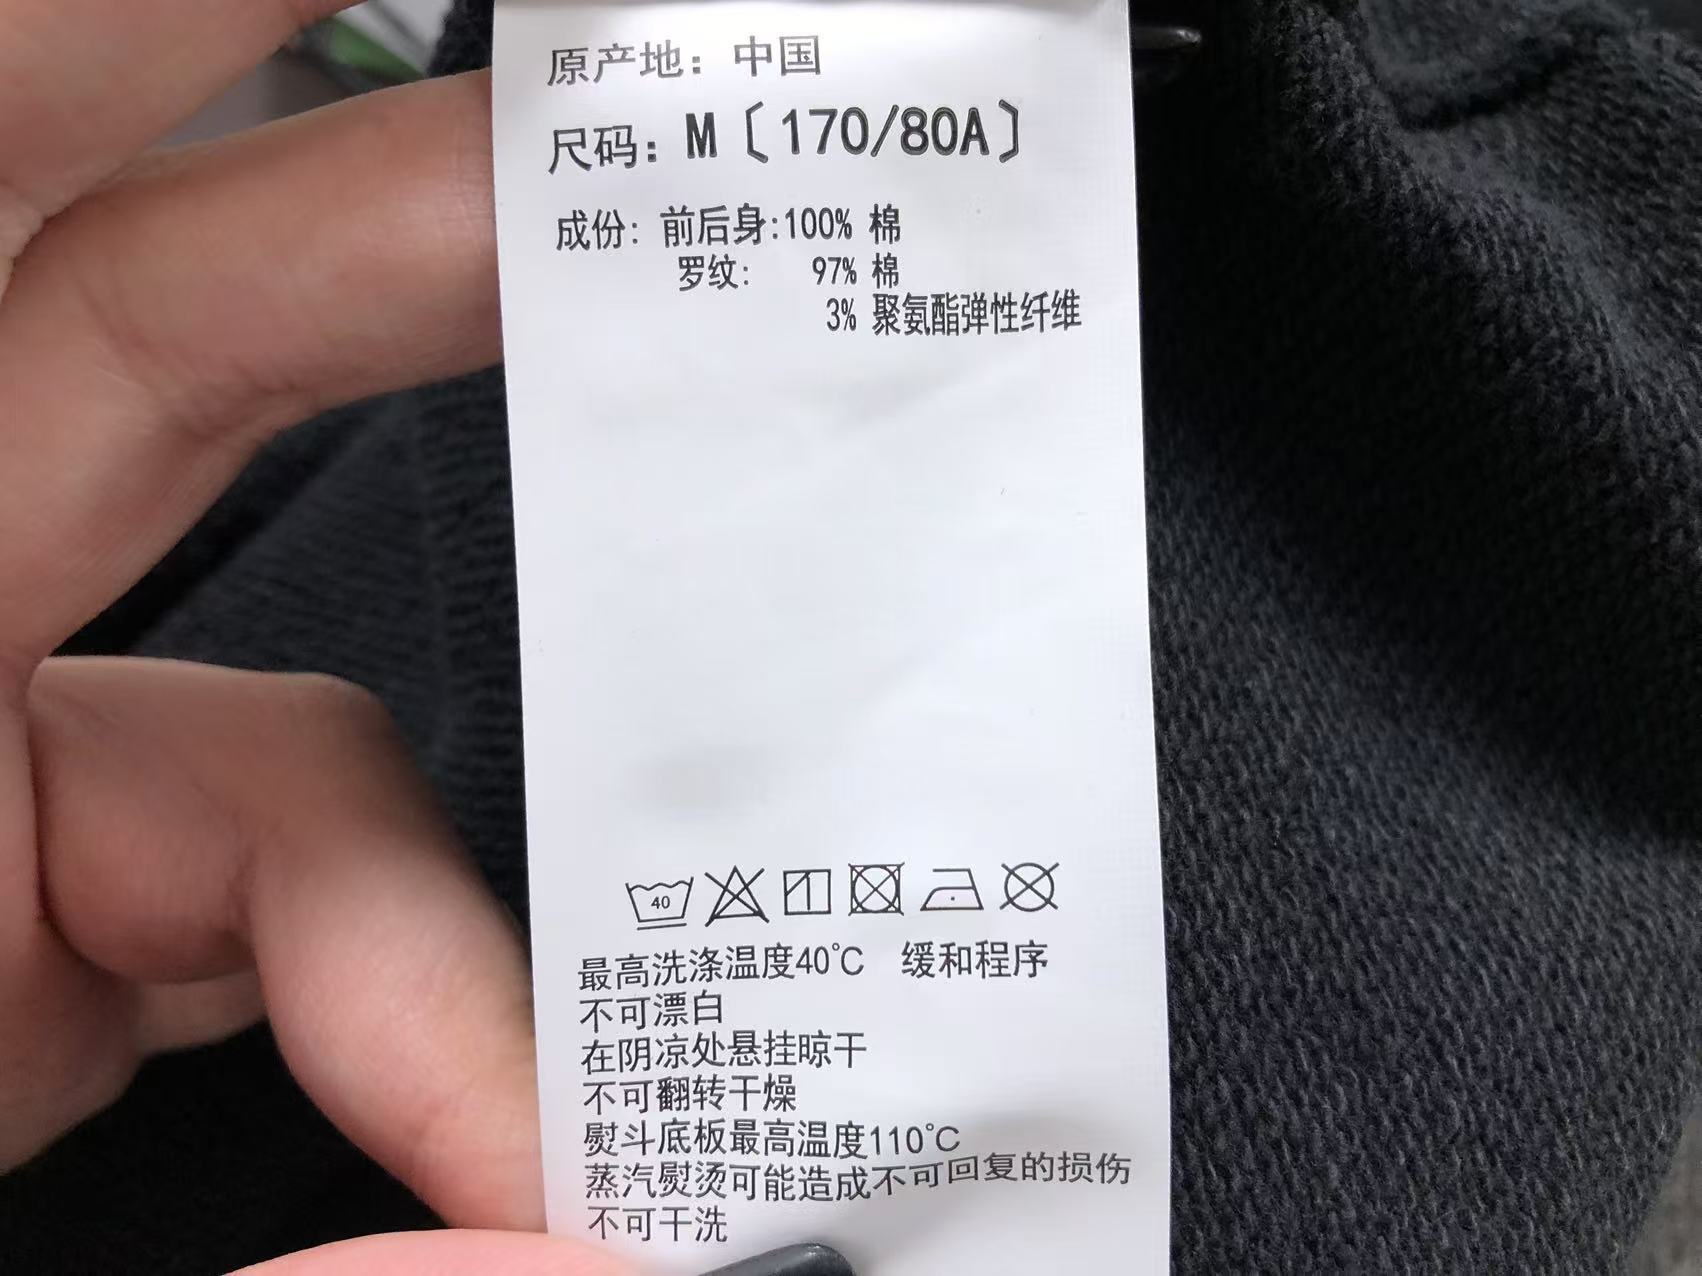 原产地：中国
尺码：M〔170/80A〕
成份：前后身:100% 棉
罗纹： 97% 棉
3% 聚氨酯弹性纤维
40
最高洗涤温度40℃ 缓和程序
不可漂白
在阴凉处悬挂晾干
不可翻转干燥
熨斗底板最高温度110℃
蒸汽熨烫可能造成不可回复的损伤
不可干洗